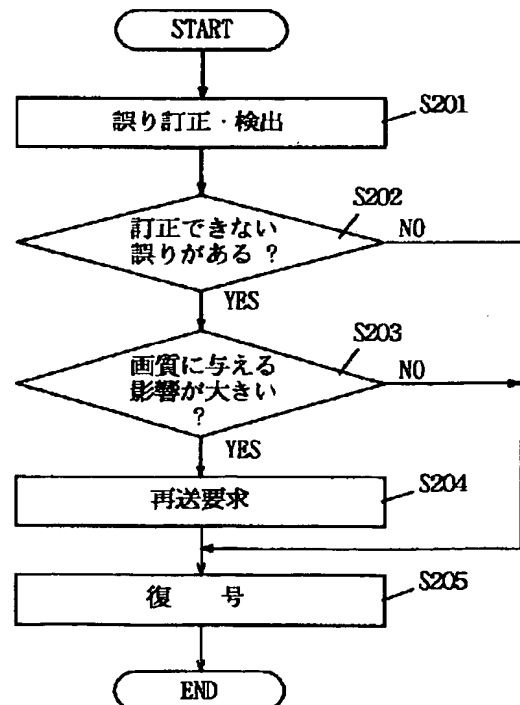 START
誤り訂正・検出
S201
S202
訂正できない
誤りがある ?
NO
YES
S203
画質に与える
影響が大きい
?
NO
YES
再送要求
S204
復　号
S205
END